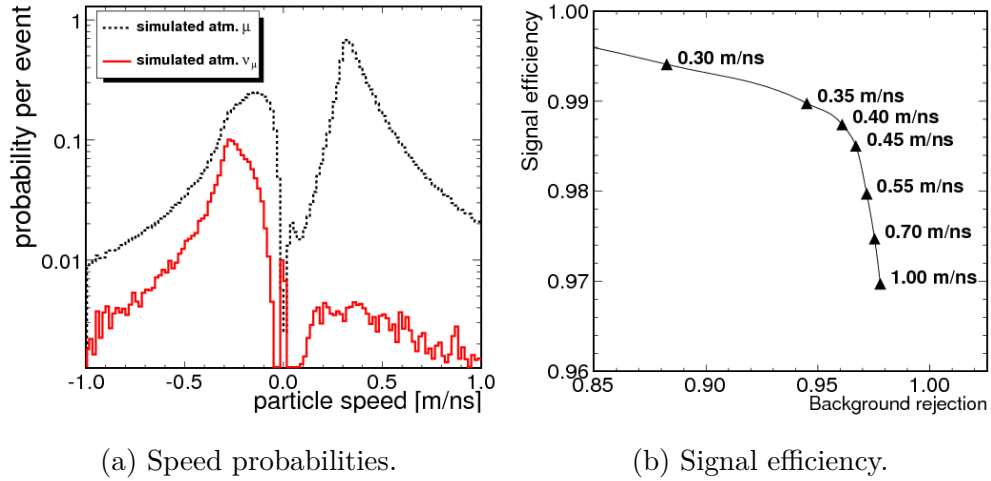 simulated atm. μ
simulated atm. νμ
probability per event
1
0.1
0.01
-1.0 -0.5 0.0 0.5 1.0
particle speed [m/ns]
(a) Speed probabilities.
Signal efficiency
1.00
0.99
0.98
0.97
0.96
0.30 m/ns
0.35 m/ns
0.40 m/ns
0.45 m/ns
0.55 m/ns
0.70 m/ns
1.00 m/ns
0.85 0.90 0.95 1.00
Background rejection
(b) Signal efficiency.